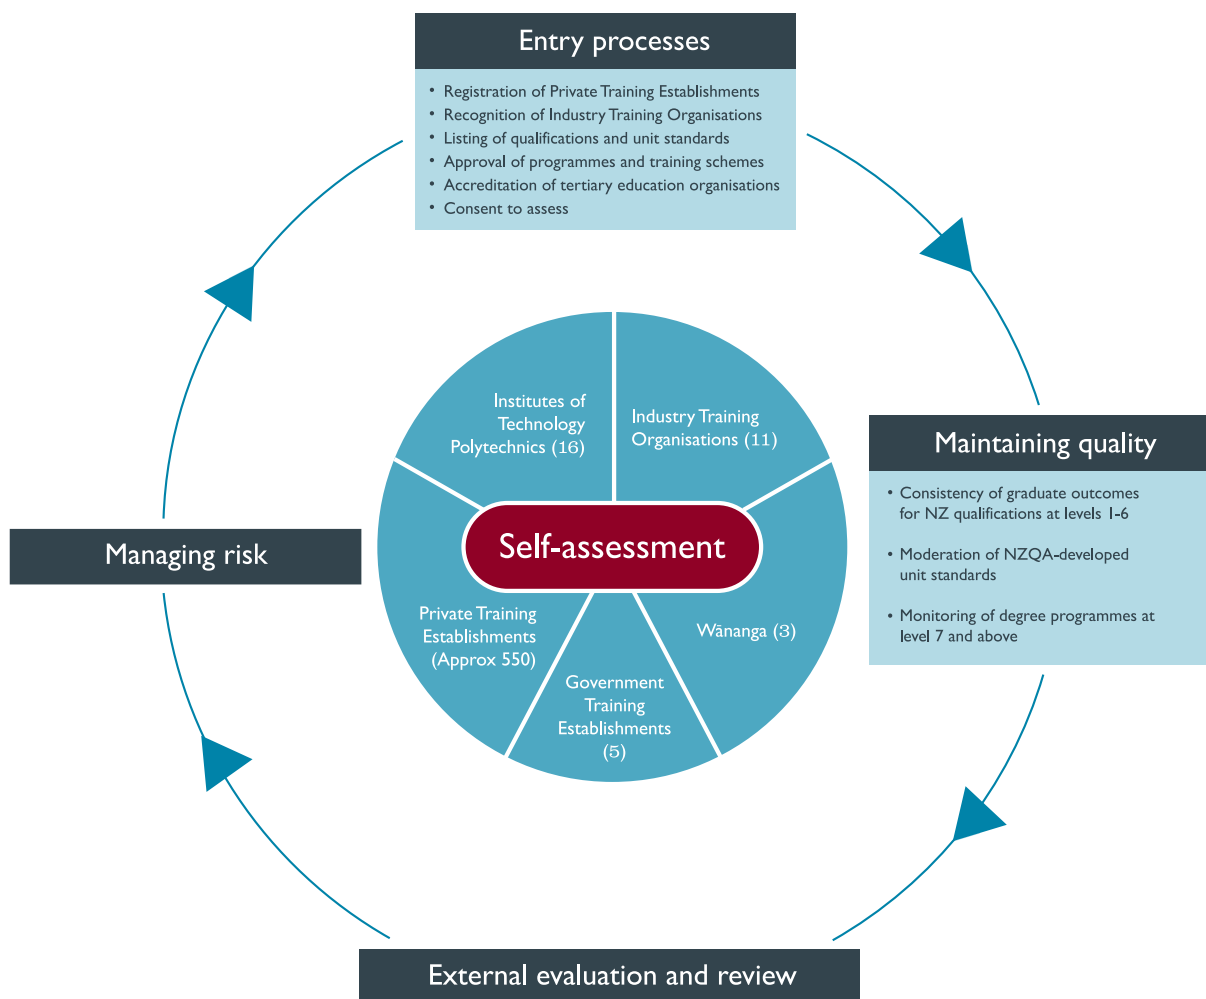 Entry processes
• Registration of Private Training Establishments
• Recognition of Industry Training Organisations
• Listing of qualifications and unit standards
• Approval of programmes and training schemes
• Accreditation of tertiary education organisations
• Consent to assess
Institutes of
Technology
Polytechnics (16)
Industry Training
Organisations (11)
Maintaining quality
• Consistency of graduate outcomes
for NZ qualifications at levels 1-6
• Moderation of NZQA-developed
unit standards
• Monitoring of degree programmes at
level 7 and above
Managing risk
Self-assessment
Private Training
Establishments
(Approx 550)
Wānanga (3)
Government
Training
Establishments
(5)
External evaluation and review